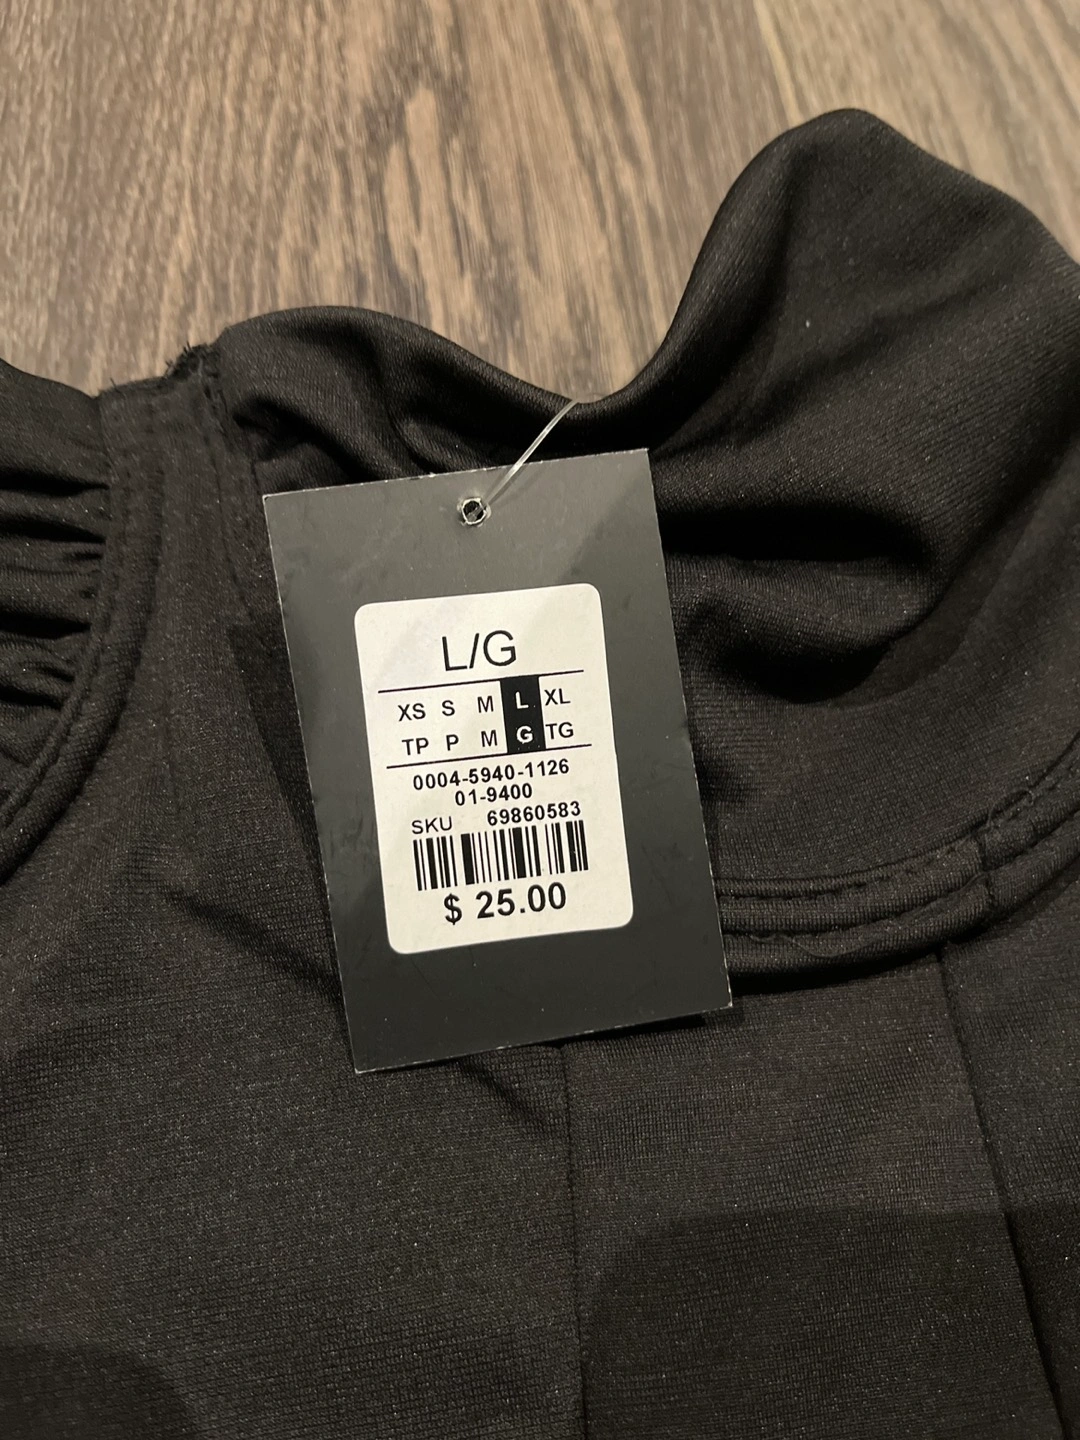 L/G
XS S M L XL
TP P M G TG
0004-5940-1126
01-9400
SKU 69860583
$ 25.00